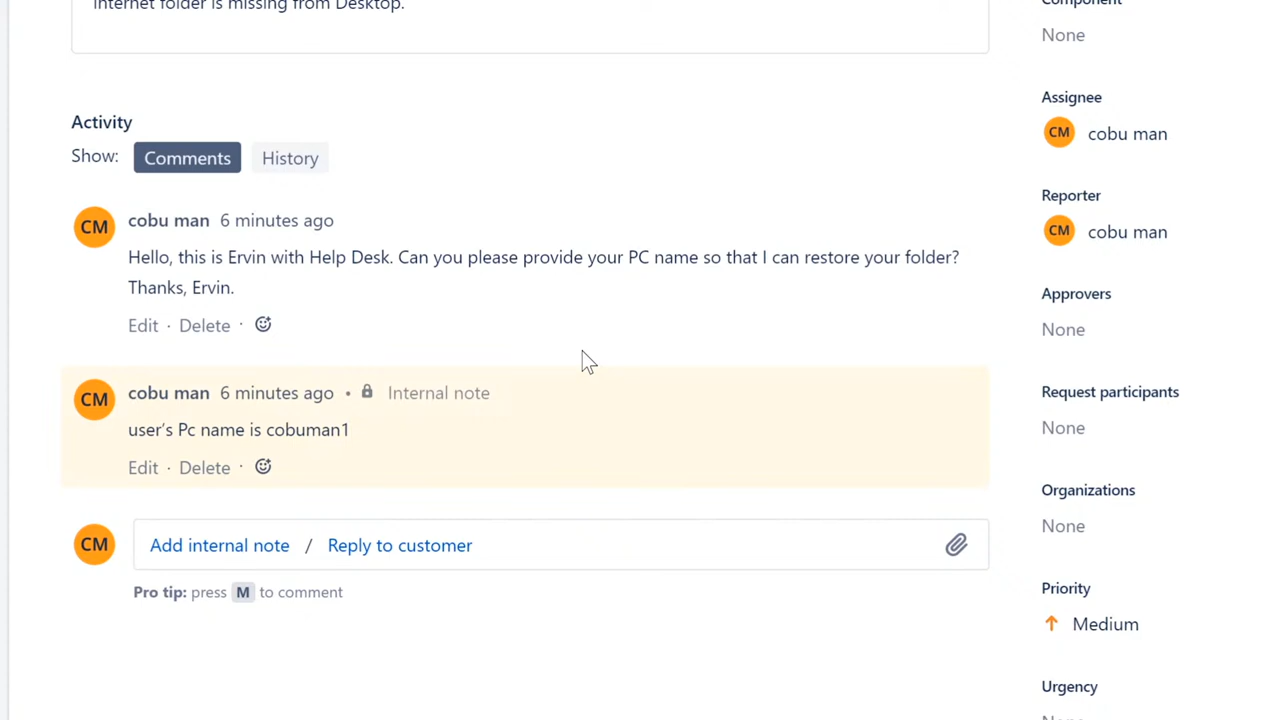 internet folder is missing from Desktop.
Component
None
Activity
Show: Comments History
CM cobu man 6 minutes ago
Hello, this is Ervin with Help Desk. Can you please provide your PC name so that I can restore your folder?
Thanks, Ervin.
Edit · Delete ·
CM cobu man 6 minutes ago • Internal note
user's Pc name is cobuman1
Edit · Delete ·
CM Add internal note / Reply to customer
Pro tip: press M to comment
Assignee
CM cobu man
Reporter
CM cobu man
Approvers
None
Request participants
None
Organizations
None
Priority
Medium
Urgency
None